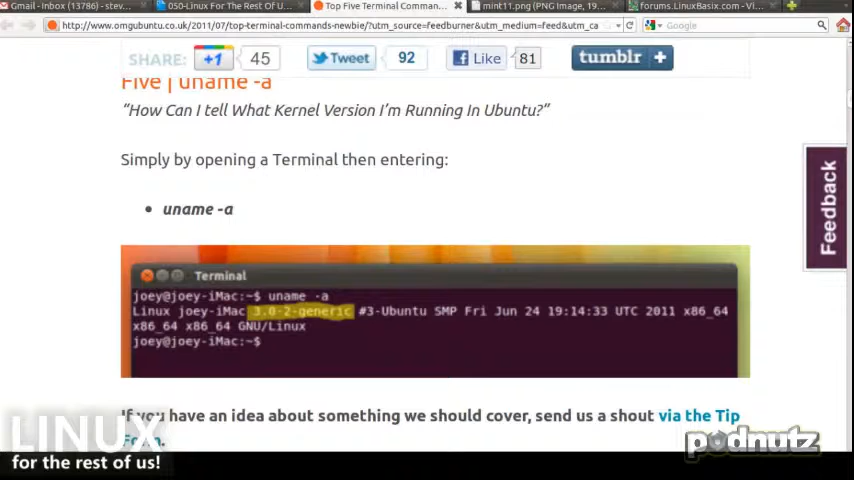 Gmail - Inbox (13786) - stev...
050-Linux For The Rest Of U...
Top Five Terminal Comman...
mint11.png (PNG Image, 19...
forums.LinuxBasix.com - Vi...
http://www.omgubuntu.co.uk/2011/07/top-terminal-commands-newbie/?utm_source=feedburner&utm_medium=feed&utm_ca
Google
SHARE: +1 45 Tweet 92 Like 81 tumblr +
Five | uname -a
“How Can I tell What Kernel Version I’m Running In Ubuntu?”
Simply by opening a Terminal then entering:
• uname -a
Feedback
Terminal
joey@joey-iMac:~$ uname -a
Linux joey-iMac 3.0-2-generic #3-Ubuntu SMP Fri Jun 24 19:14:33 UTC 2011 x86_64
x86_64 x86_64 GNU/Linux
joey@joey-iMac:~$
If you have an idea about something we should cover, send us a shout via the Tip
Form.
LINUX
for the rest of us!
podnutz